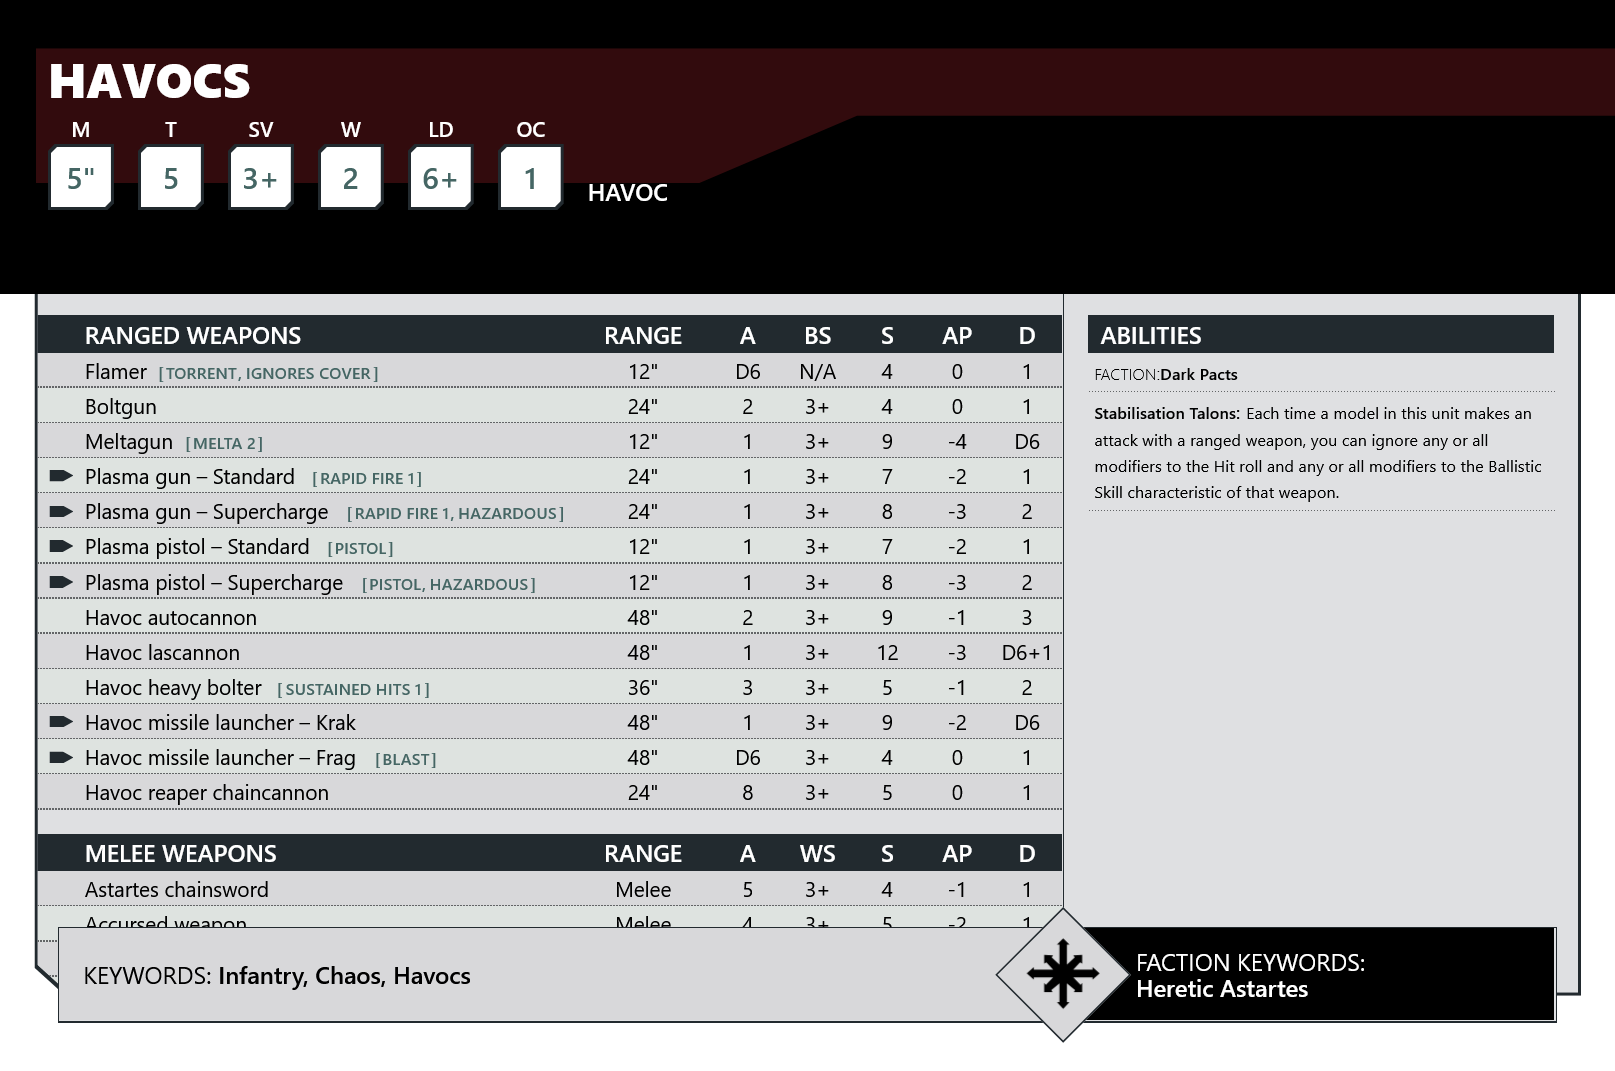 HAVOCS
M T SV W LD OC
5" 5 3+ 2 6+ 1 HAVOC
RANGED WEAPONS RANGE A BS S AP D
Flamer [TORRENT, IGNORES COVER] 12" D6 N/A 4 0 1
Boltgun 24" 2 3+ 4 0 1
Meltagun [MELTA 2] 12" 1 3+ 9 -4 D6
Plasma gun – Standard [RAPID FIRE 1] 24" 1 3+ 7 -2 1
Plasma gun – Supercharge [RAPID FIRE 1, HAZARDOUS] 24" 1 3+ 8 -3 2
Plasma pistol – Standard [PISTOL] 12" 1 3+ 7 -2 1
Plasma pistol – Supercharge [PISTOL, HAZARDOUS] 12" 1 3+ 8 -3 2
Havoc autocannon 48" 2 3+ 9 -1 3
Havoc lascannon 48" 1 3+ 12 -3 D6+1
Havoc heavy bolter [SUSTAINED HITS 1] 36" 3 3+ 5 -1 2
Havoc missile launcher – Krak 48" 1 3+ 9 -2 D6
Havoc missile launcher – Frag [BLAST] 48" D6 3+ 4 0 1
Havoc reaper chaincannon 24" 8 3+ 5 0 1
MELEE WEAPONS RANGE A WS S AP D
Astartes chainsword Melee 5 3+ 4 -1 1
Accursed weapon Melee 4 3+ 5 -2 1
ABILITIES
FACTION:Dark Pacts
Stabilisation Talons: Each time a model in this unit makes an
attack with a ranged weapon, you can ignore any or all
modifiers to the Hit roll and any or all modifiers to the Ballistic
Skill characteristic of that weapon.
KEYWORDS: Infantry, Chaos, Havocs
FACTION KEYWORDS:
Heretic Astartes